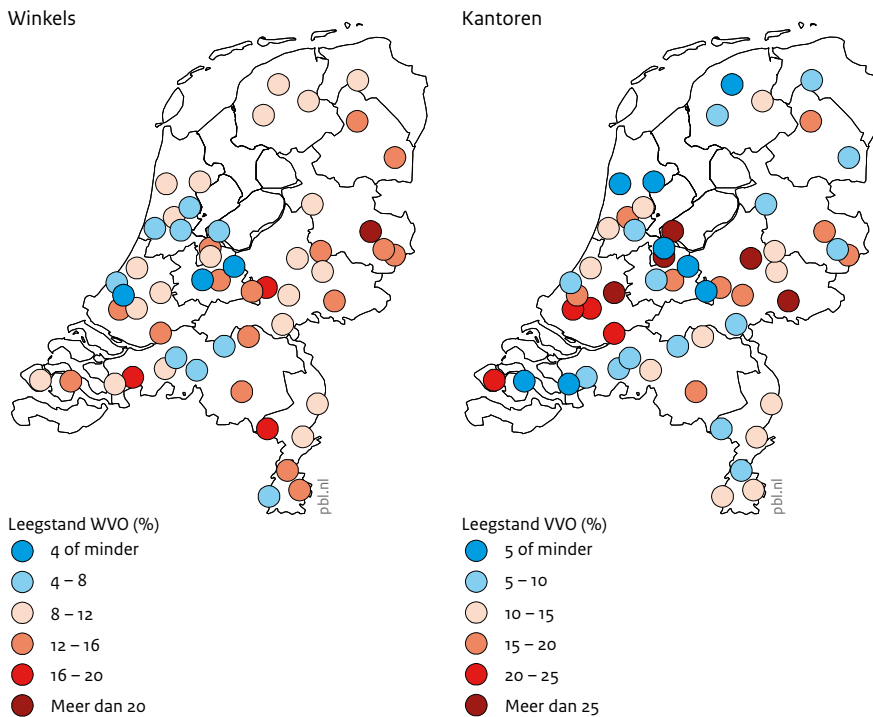 Winkels
Kantoren
pbl.nl
pbl.nl
Leegstand WVO (%)
4 of minder
4 – 8
8 – 12
12 – 16
16 – 20
Meer dan 20
Leegstand VVO (%)
5 of minder
5 – 10
10 – 15
15 – 20
20 – 25
Meer dan 25